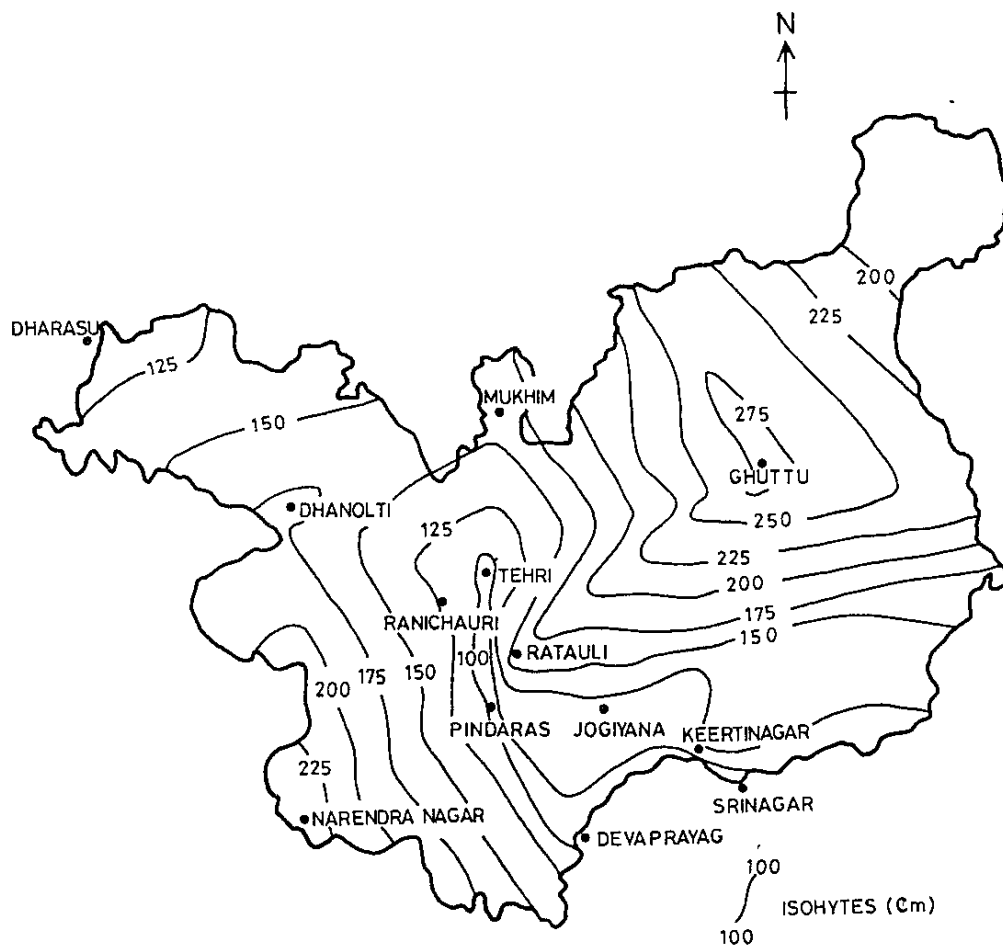 N
200
225
DHARASU
125
MUKHIM
150
275
GHUTTU
DHANOLTI
250
125
225
TEHRI
200
RANICHAURI
175
150
100
RATAULI
200
175
150
PINDARAS
JOGIYANA
KEERTINAGAR
225
SRINAGAR
NARENDRA NAGAR
DEVAPRAYAG
100
ISOHYTES (Cm)
100